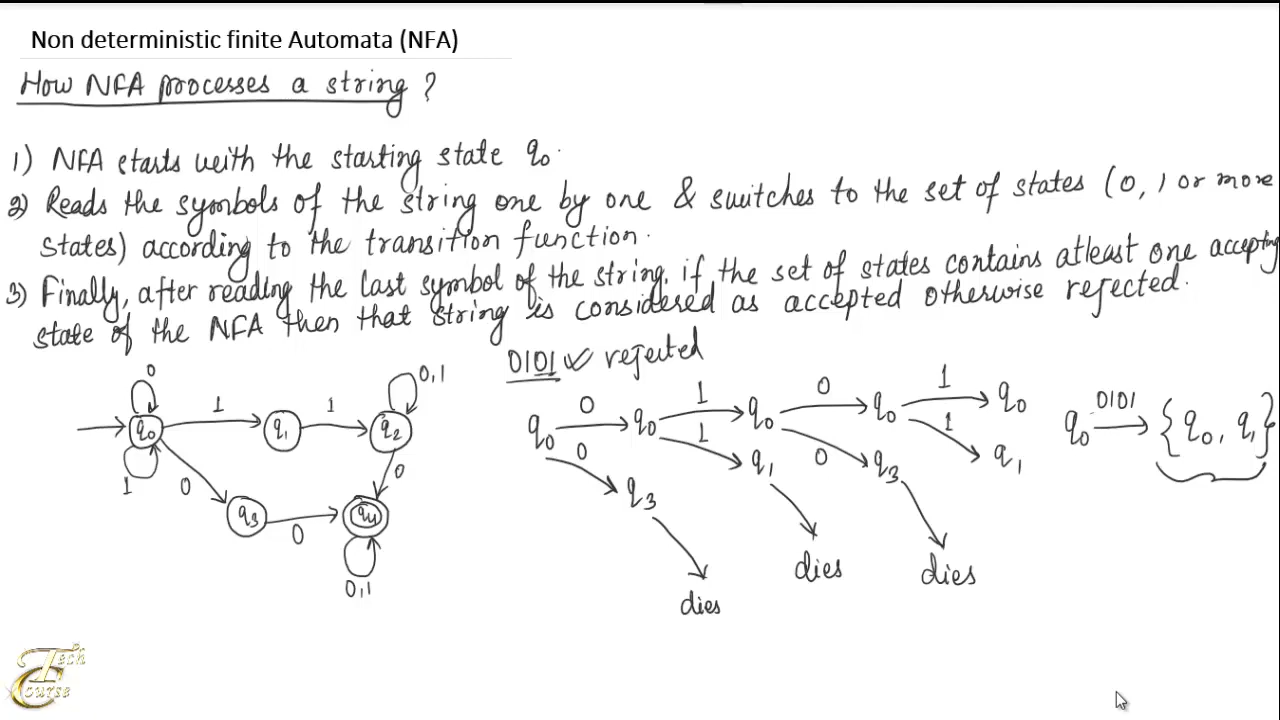 Non deterministic finite Automata (NFA)
How NFA processes a string ?
1) NFA starts with the starting state q0.
2) Reads the symbols of the string one by one & switches to the set of states (0, 1 or more
states) according to the transition function.
3) Finally, after reading the last symbol of the string, if the set of states contains atleast one accepting
state of the NFA then that string is considered as accepted otherwise rejected.
0101 rejected
0
0,1
1
1
q0
q1
q2
1
0
0
q3
0
q4
0,1
0
1
0
1
q0
q0
q0
q0
q0
0
1
0
1
q3
q1
q3
q1
dies
dies
dies
q0 0101 {q0, q1}
Tech
Course